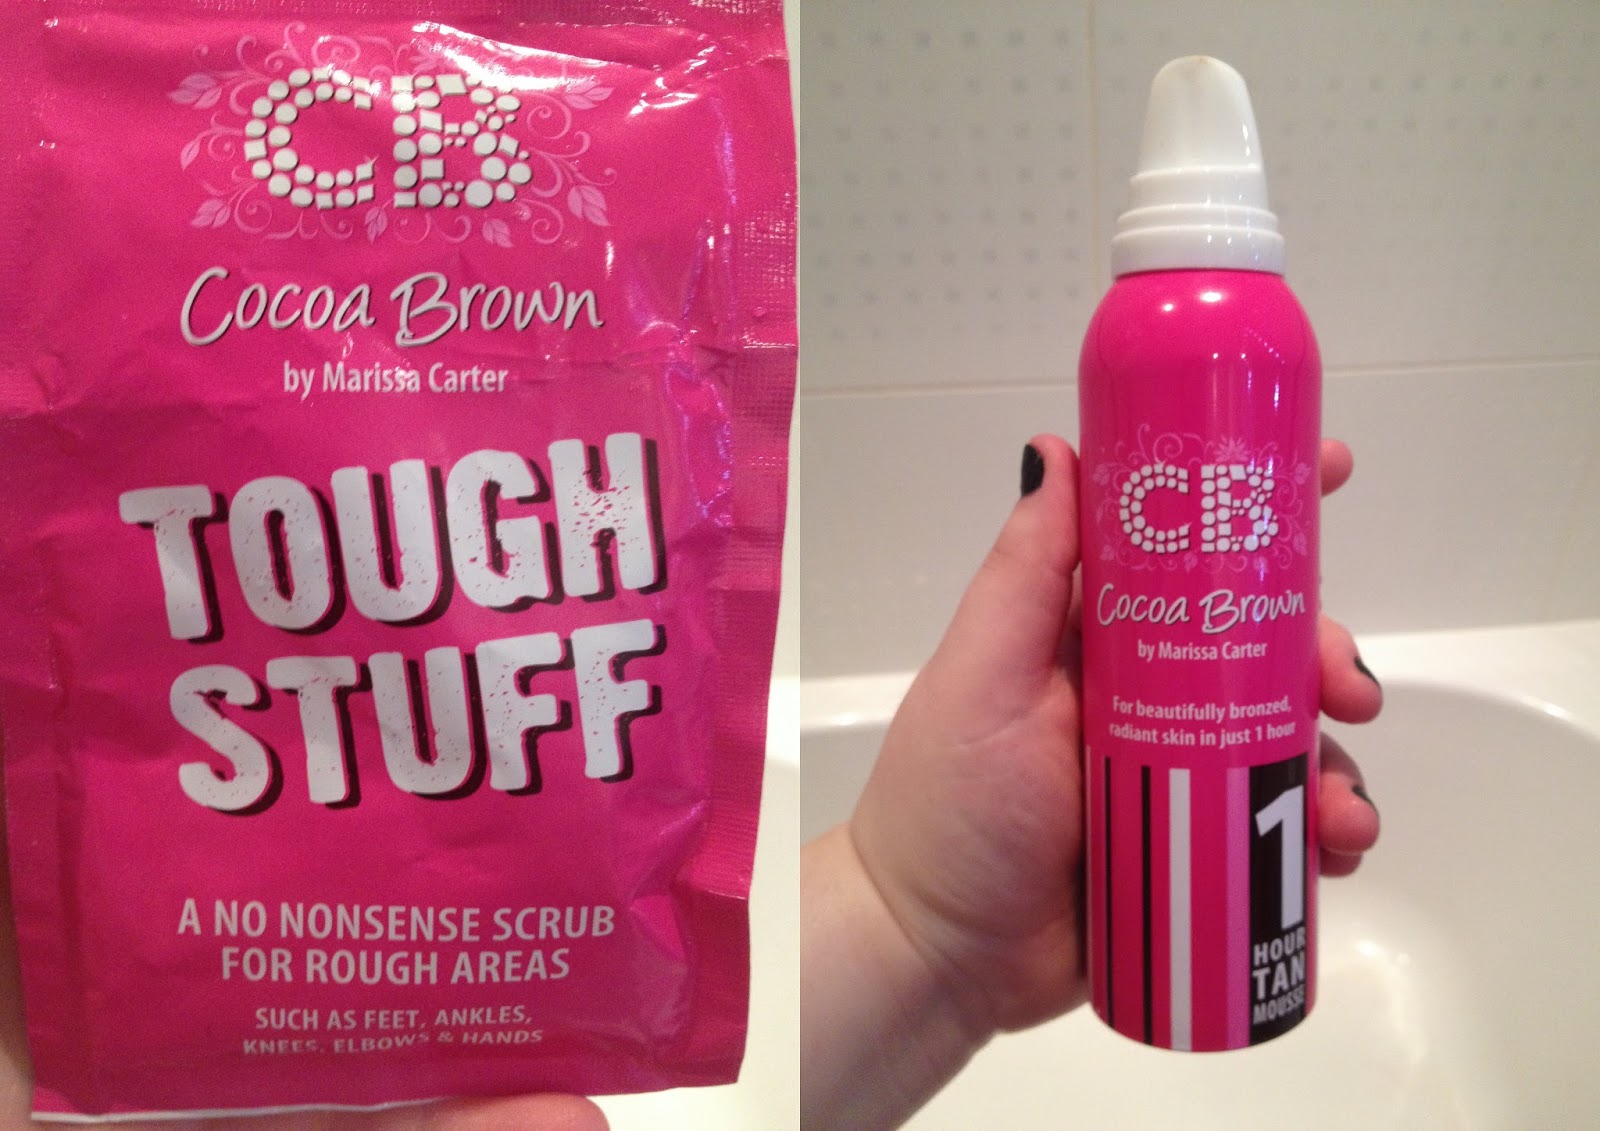 CB
Cocoa Brown
by Marissa Carter
TOUGH
STUFF
A NO NONSENSE SCRUB
FOR ROUGH AREAS
SUCH AS FEET, ANKLES,
KNEES, ELBOWS & HANDS
CB
Cocoa Brown
by Marissa Carter
For beautifully bronzed,
radiant skin in just 1 hour
1
HOUR
TAN
MOUSSE